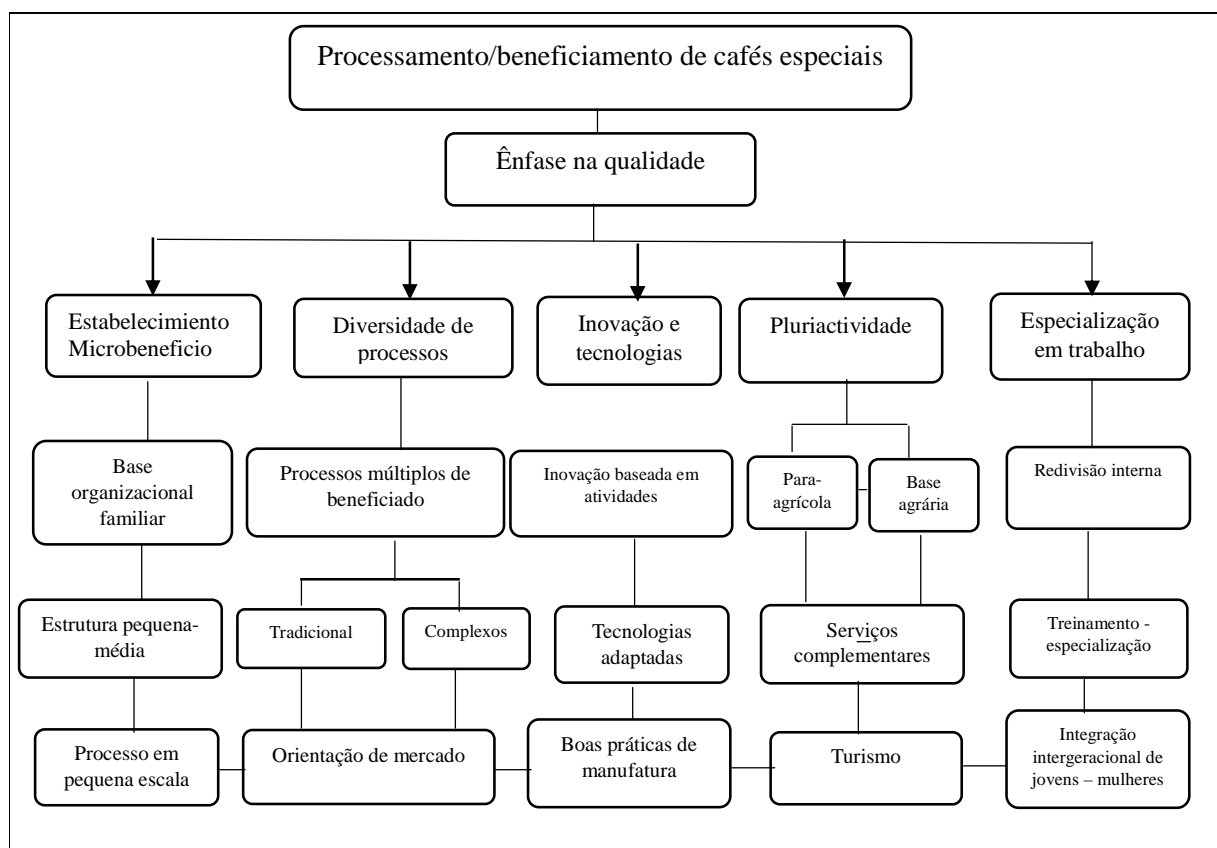 Processamento/beneficiamento de cafés especiais
Ênfase na qualidade
Estabelecimiento
Microbeneficio
Diversidade de
processos
Inovação e
tecnologias
Pluriactividade
Especialização
em trabalho
Base
organizacional
familiar
Processos múltiplos de
beneficiado
Inovação baseada em
atividades
Para-
agrícola
Base
agrária
Redivisão interna
Estrutura pequena-
média
Tradicional
Complexos
Tecnologias
adaptadas
Serviços
complementares
Treinamento -
especialização
Processo em
pequena escala
Orientação de mercado
Boas práticas de
manufatura
Turismo
Integração
intergeracional de
jovens – mulheres